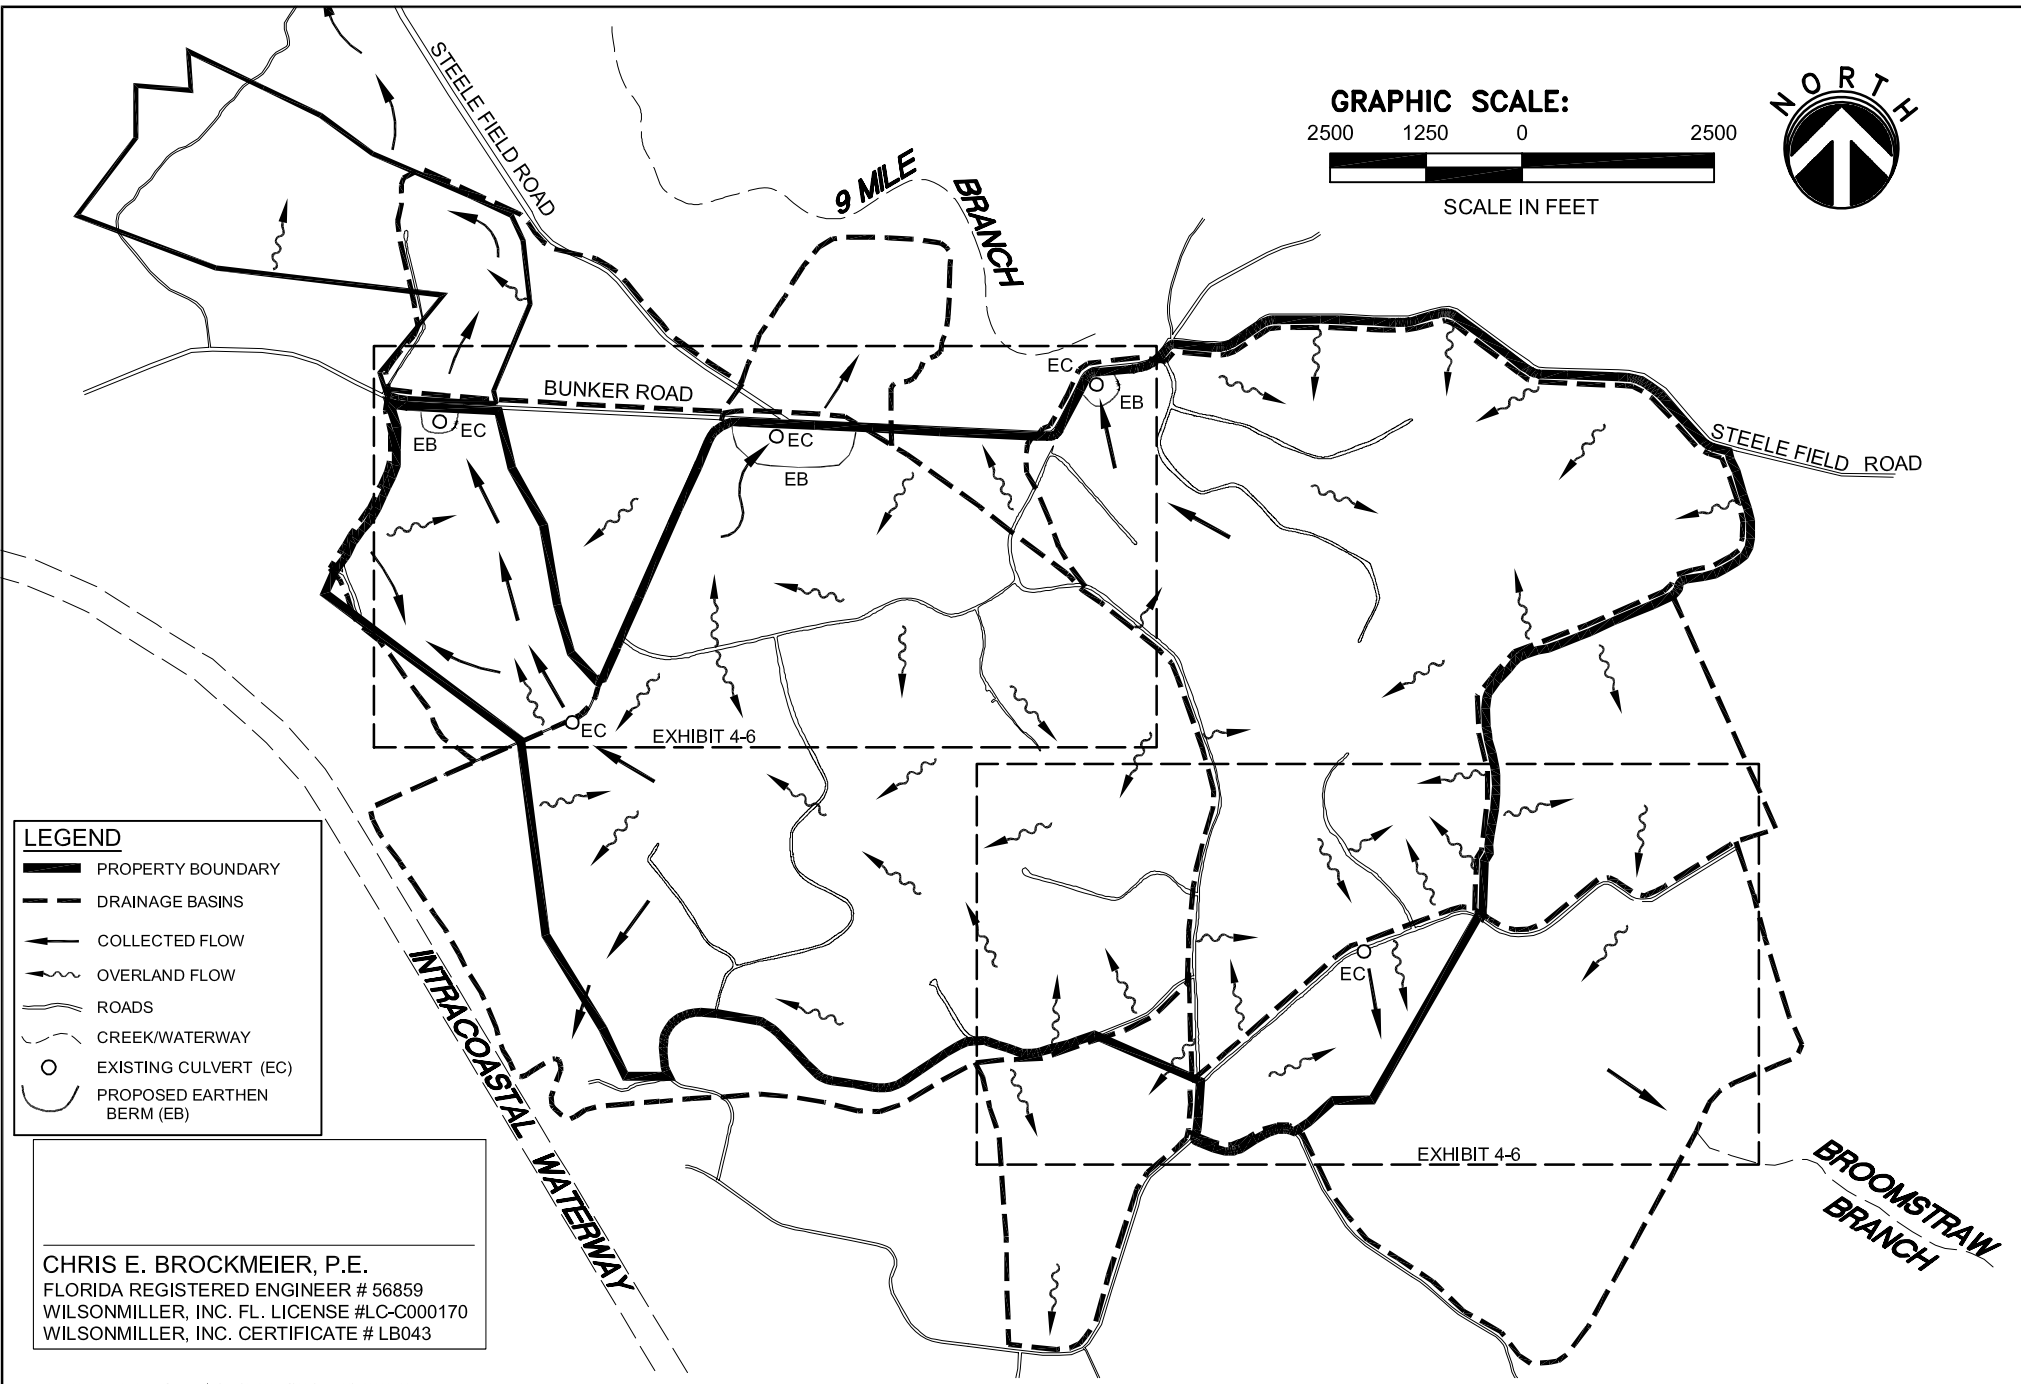 STEELE FIELD ROAD
9 MILE
BRANCH
GRAPHIC SCALE:
2500 1250 0 2500
SCALE IN FEET
NORTH
BUNKER ROAD
EC
EB
EB
EC
EC
EB
EC
EB
STEELE FIELD ROAD
EC
EXHIBIT 4-6
LEGEND
PROPERTY BOUNDARY
DRAINAGE BASINS
COLLECTED FLOW
OVERLAND FLOW
ROADS
CREEK/WATERWAY
EXISTING CULVERT (EC)
PROPOSED EARTHEN
BERM (EB)
INTRACOASTAL WATERWAY
EC
EXHIBIT 4-6
BROOMSTRAW
BRANCH
CHRIS E. BROCKMEIER, P.E.
FLORIDA REGISTERED ENGINEER # 56859
WILSONMILLER, INC. FL. LICENSE #LC-C000170
WILSONMILLER, INC. CERTIFICATE # LB043